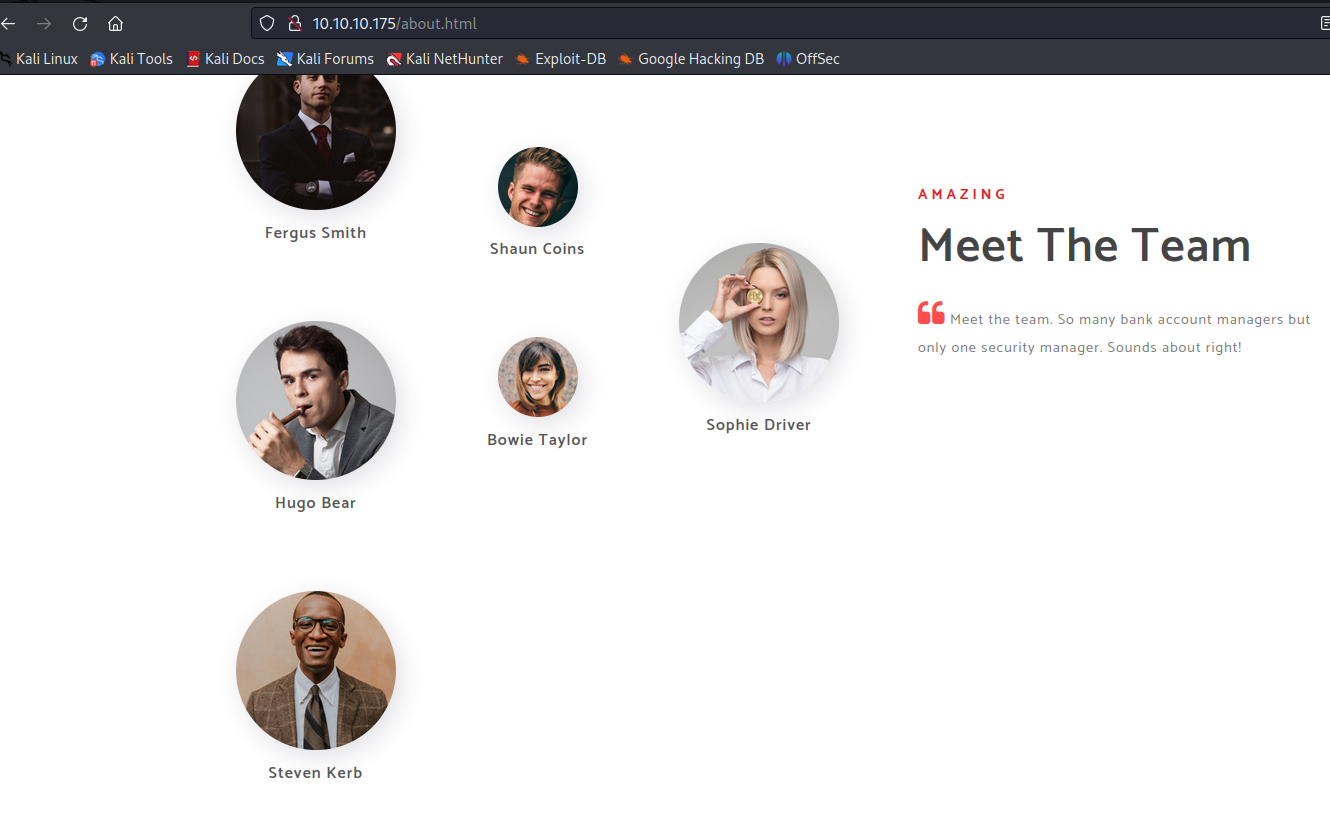 10.10.10.175/about.html
Kali Linux Kali Tools Kali Docs Kali Forums Kali NetHunter Exploit-DB Google Hacking DB OffSec
Fergus Smith
Shaun Coins
Hugo Bear
Bowie Taylor
Sophie Driver
Steven Kerb
AMAZING
Meet The Team
Meet the team. So many bank account managers but
only one security manager. Sounds about right!